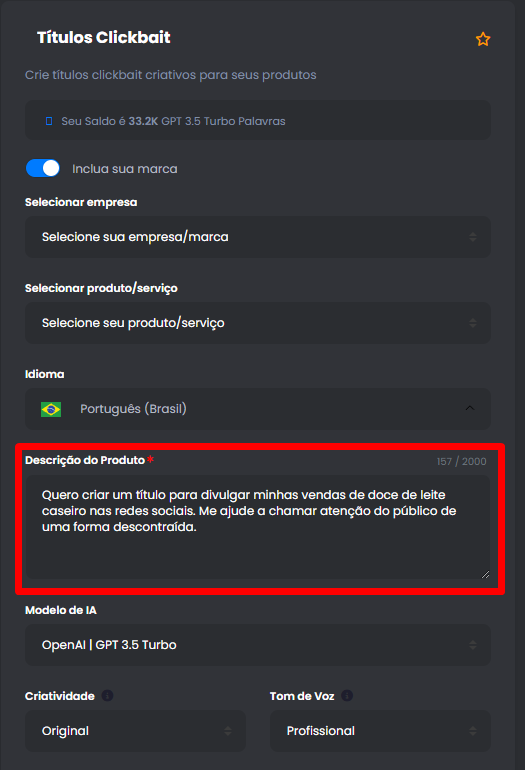 Títulos Clickbait
Crie títulos clickbait criativos para seus produtos
Seu Saldo é 33.2K GPT 3.5 Turbo Palavras
Inclua sua marca
Selecionar empresa
Selecione sua empresa/marca
Selecionar produto/serviço
Selecione seu produto/serviço
Idioma
Português (Brasil)
Descrição do Produto * 157 / 2000
Quero criar um título para divulgar minhas vendas de doce de leite
caseiro nas redes sociais. Me ajude a chamar atenção do público de
uma forma descontraída.
Modelo de IA
OpenAI | GPT 3.5 Turbo
Criatividade Tom de Voz
Original Profissional